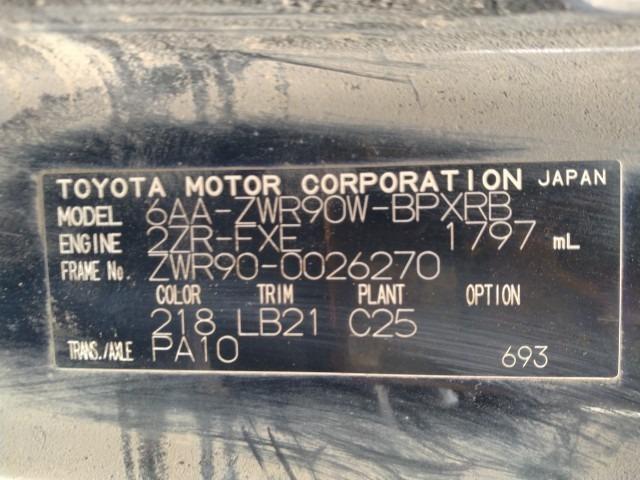 TOYOTA MOTOR CORPORATION JAPAN
MODEL 6AA-ZWR90W-BPXRB
ENGINE 2ZR-FXE 1797 mL
FRAME No. ZWR90-0026270
COLOR TRIM PLANT OPTION
218 LB21 C25
TRANS./AXLE PA10 693